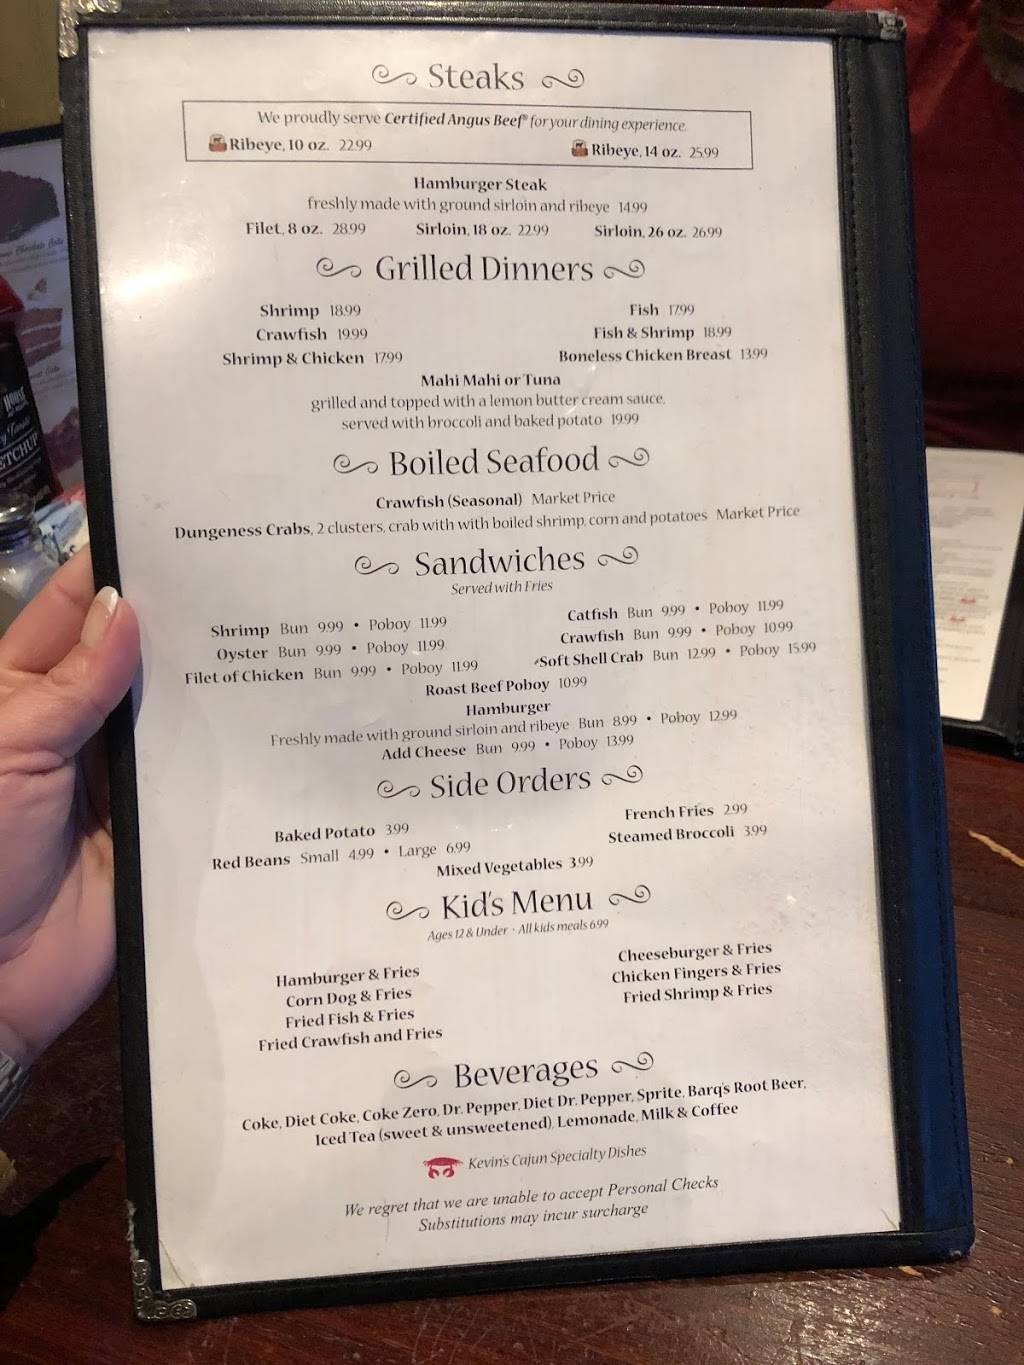 Steaks
We proudly serve Certified Angus Beef® for your dining experience.
Ribeye, 10 oz. 22.99 Ribeye, 14 oz. 25.99
Hamburger Steak
freshly made with ground sirloin and ribeye 14.99
Filet, 8 oz. 28.99 Sirloin, 18 oz. 22.99 Sirloin, 26 oz. 26.99
Grilled Dinners
Shrimp 18.99 Fish 17.99
Crawfish 19.99 Fish & Shrimp 18.99
Shrimp & Chicken 17.99 Boneless Chicken Breast 13.99
Mahi Mahi or Tuna
grilled and topped with a lemon butter cream sauce,
served with broccoli and baked potato 19.99
Boiled Seafood
Crawfish (Seasonal) Market Price
Dungeness Crabs, 2 clusters, crab with with boiled shrimp, corn and potatoes Market Price
Sandwiches
Served with Fries
Shrimp Bun 9.99 • Poboy 11.99 Catfish Bun 9.99 • Poboy 11.99
Oyster Bun 9.99 • Poboy 11.99 Crawfish Bun 9.99 • Poboy 10.99
Filet of Chicken Bun 9.99 • Poboy 11.99 Soft Shell Crab Bun 12.99 • Poboy 15.99
Roast Beef Poboy 10.99
Hamburger
Freshly made with ground sirloin and ribeye Bun 8.99 • Poboy 12.99
Add Cheese Bun 9.99 • Poboy 13.99
Side Orders
Baked Potato 3.99 French Fries 2.99
Red Beans Small 4.99 • Large 6.99 Steamed Broccoli 3.99
Mixed Vegetables 3.99
Kid's Menu
Ages 12 & Under · All kids meals 6.99
Hamburger & Fries Cheeseburger & Fries
Corn Dog & Fries Chicken Fingers & Fries
Fried Fish & Fries Fried Shrimp & Fries
Fried Crawfish and Fries
Beverages
Coke, Diet Coke, Coke Zero, Dr. Pepper, Diet Dr. Pepper, Sprite, Barq's Root Beer,
Iced Tea (sweet & unsweetened), Lemonade, Milk & Coffee
Kevin's Cajun Specialty Dishes
We regret that we are unable to accept Personal Checks
Substitutions may incur surcharge
HOUSE